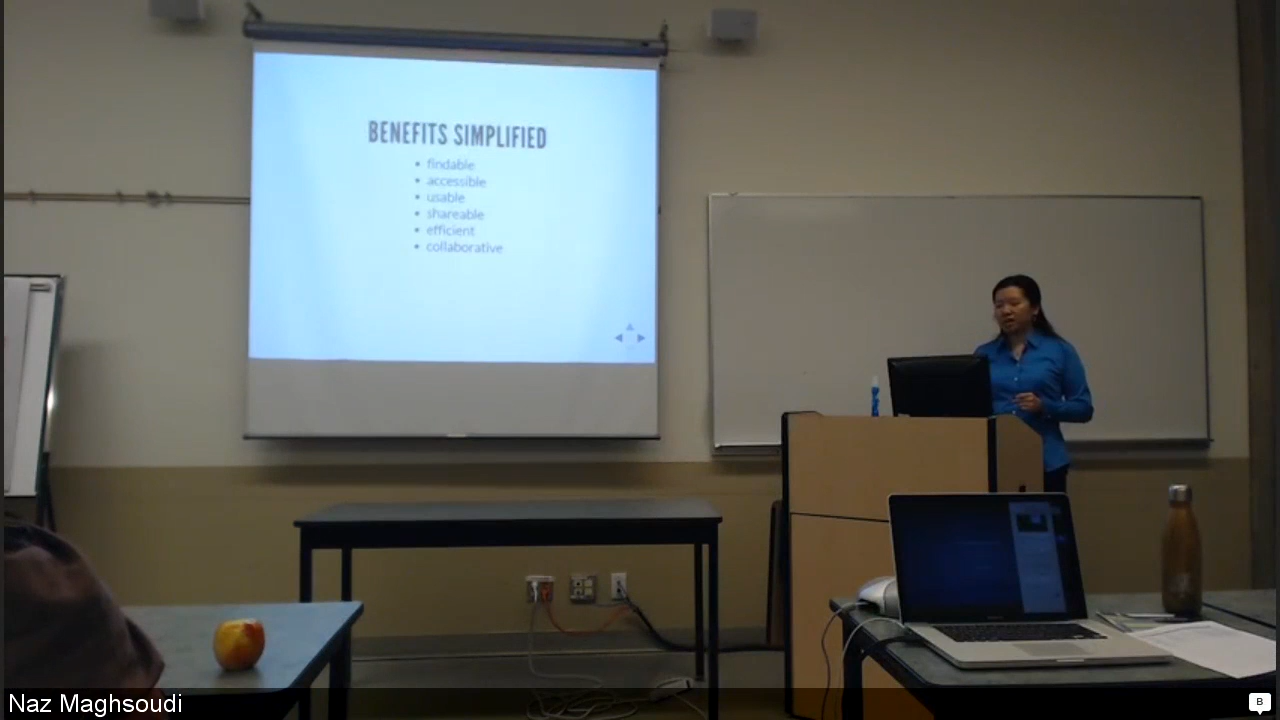 BENEFITS SIMPLIFIED
• findable
• accessible
• usable
• shareable
• efficient
• collaborative
Naz Maghsoudi
B